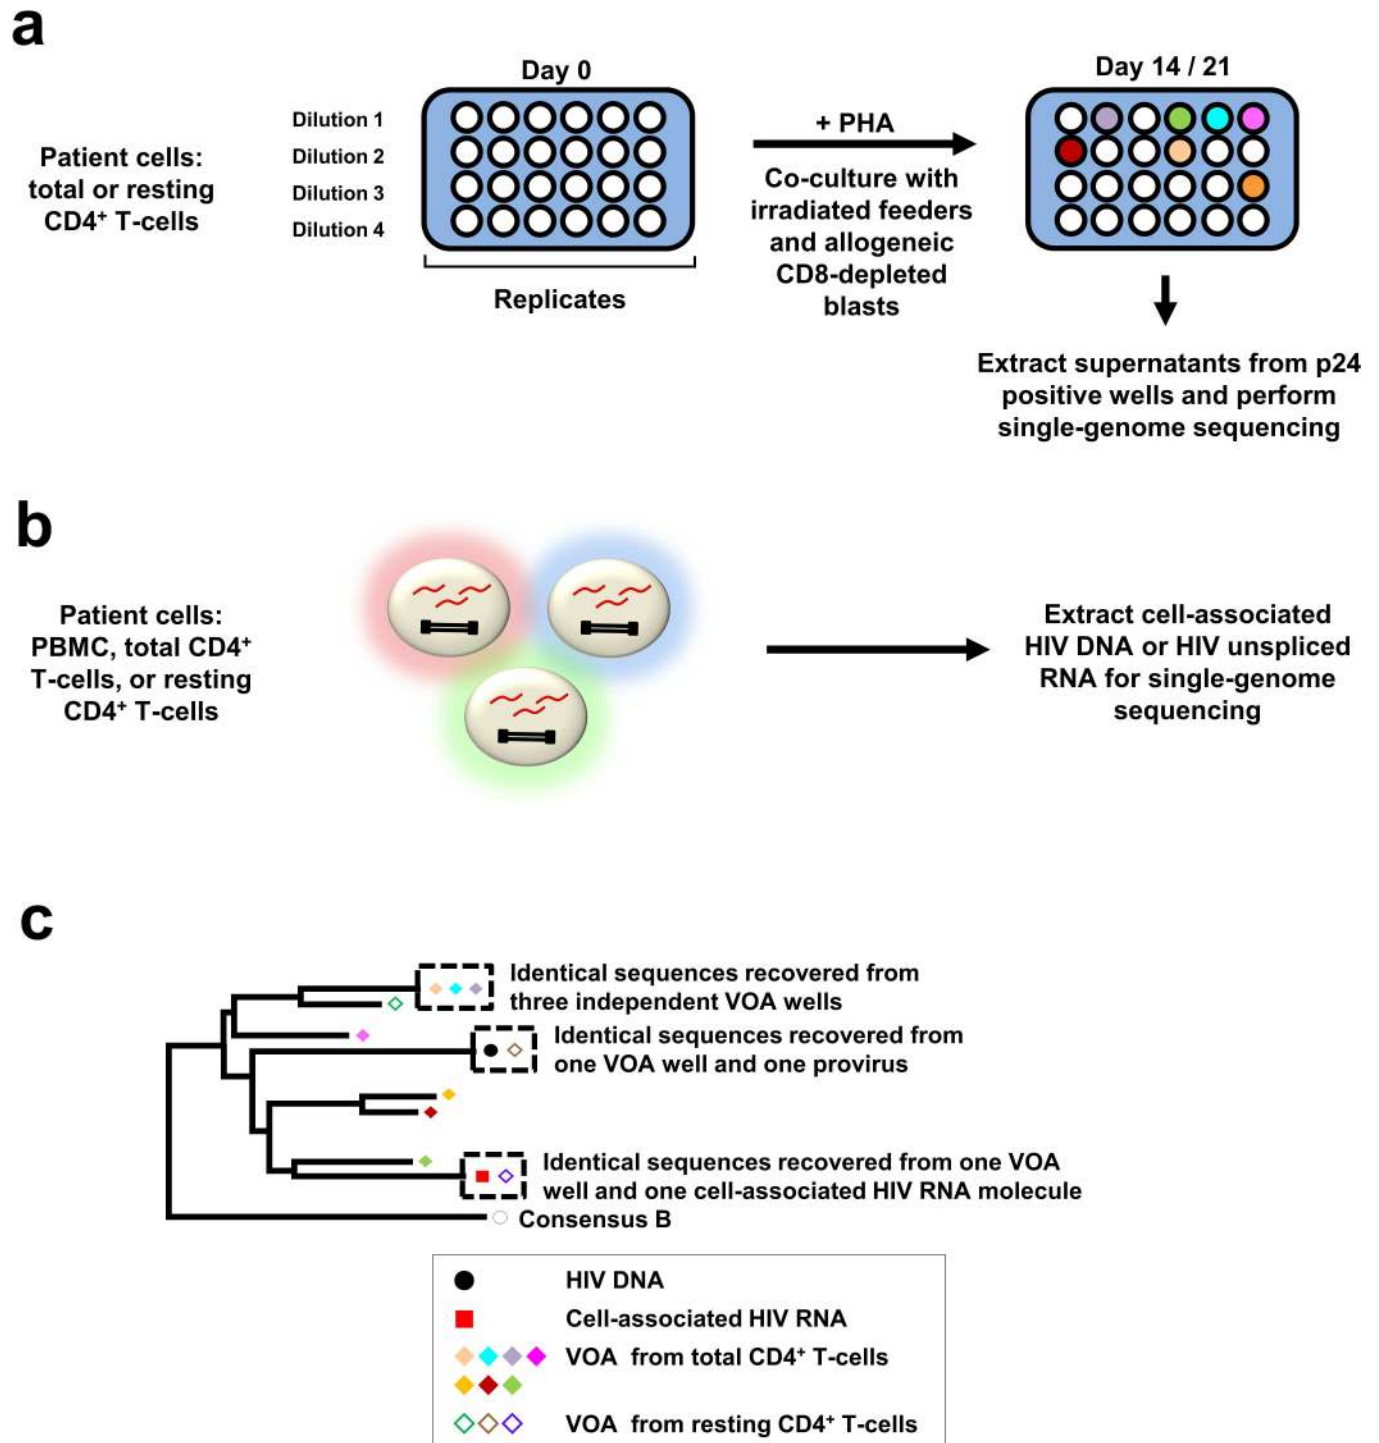 a
Day 0
Day 14 / 21
Dilution 1
Dilution 2
Dilution 3
Dilution 4
Patient cells:
total or resting
CD4⁺ T-cells
Replicates
+ PHA
Co-culture with
irradiated feeders
and allogeneic
CD8-depleted
blasts
Extract supernatants from p24
positive wells and perform
single-genome sequencing
b
Patient cells:
PBMC, total CD4⁺
T-cells, or resting
CD4⁺ T-cells
Extract cell-associated
HIV DNA or HIV unspliced
RNA for single-genome
sequencing
c
Identical sequences recovered from
three independent VOA wells
Identical sequences recovered from
one VOA well and one provirus
Identical sequences recovered from one VOA
well and one cell-associated HIV RNA molecule
Consensus B
HIV DNA
Cell-associated HIV RNA
VOA from total CD4⁺ T-cells
VOA from resting CD4⁺ T-cells